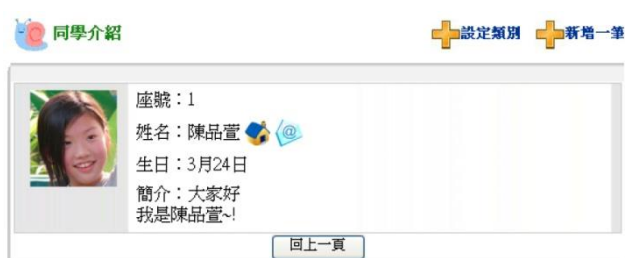 同學介紹
設定類別
新增一筆
座號：1
姓名：陳品萱
生日：3月24日
簡介：大家好
我是陳品萱~!
回上一頁